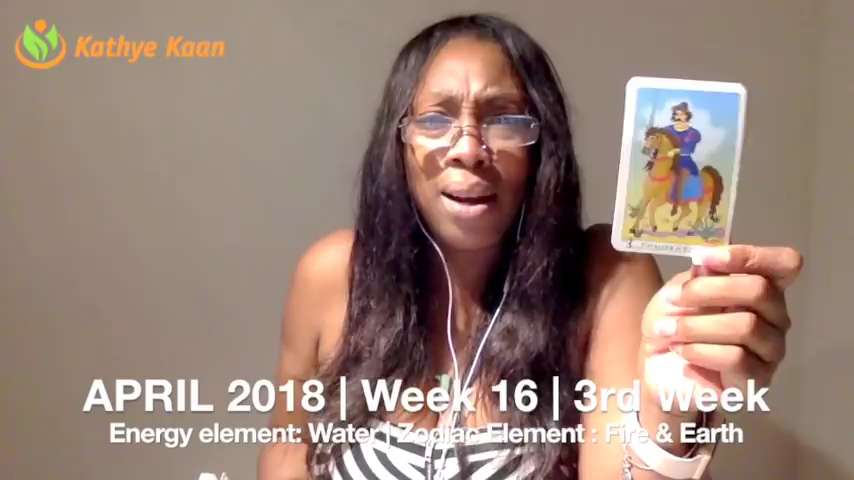 Kathye Kaan
APRIL 2018 | Week 16 | 3rd Week
Energy element: Water | Zodiac Element : Fire & Earth